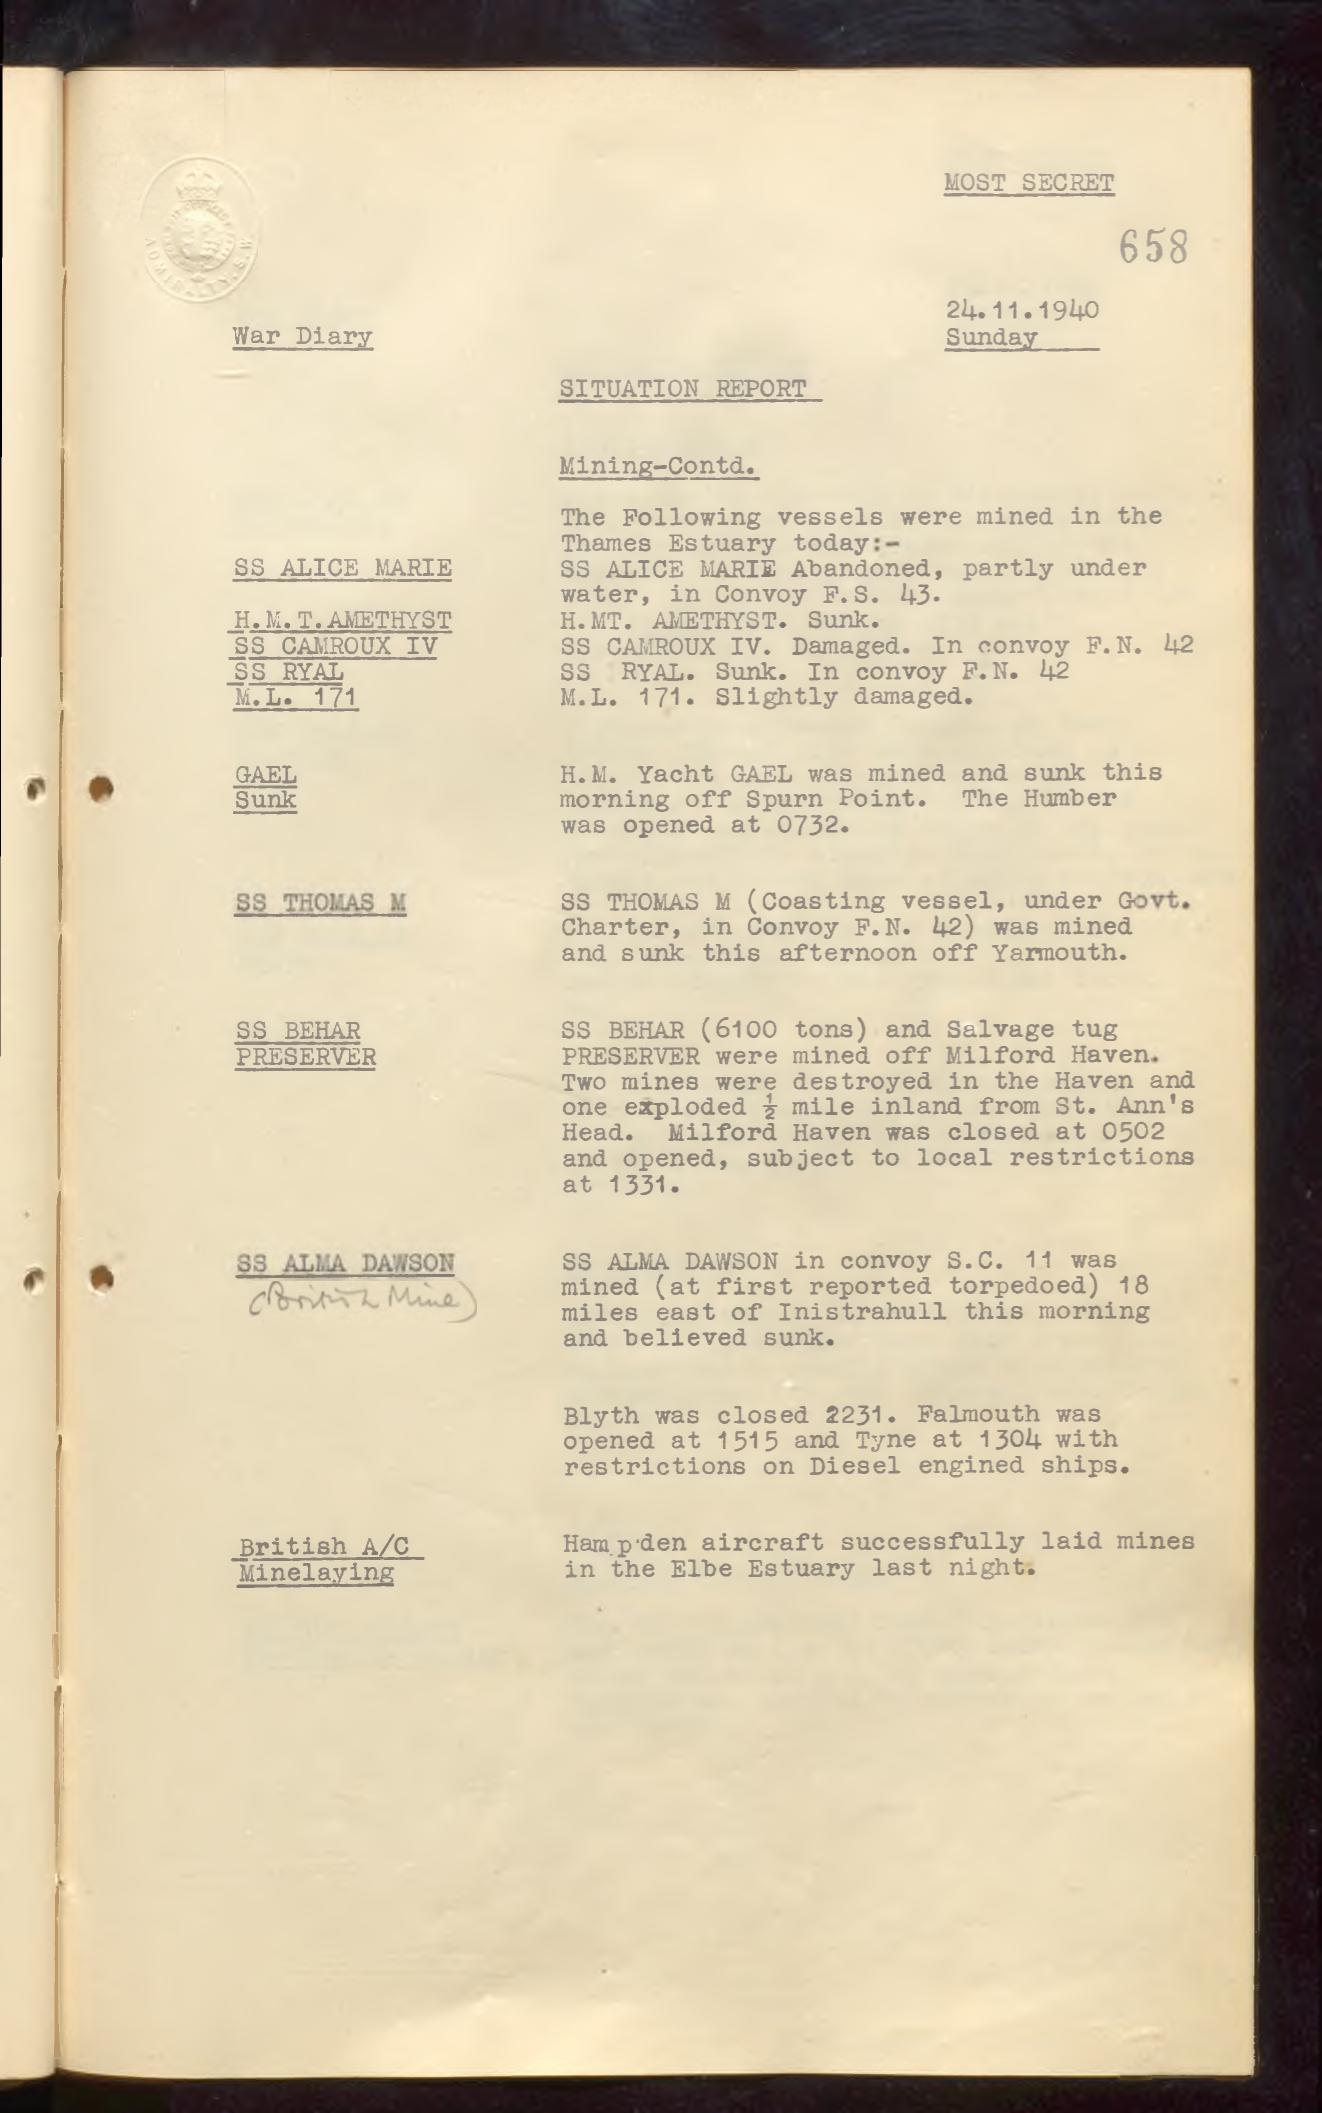 MOST SECRET
658
24.11.1940
Sunday
War Diary
SITUATION REPORT
Mining-Contd.
The Following vessels were mined in the
Thames Estuary today:-
SS ALICE MARIE
SS ALICE MARIE Abandoned, partly under
water, in Convoy F.S. 43.
H.M.T.AMETHYST
H.MT. AMETHYST. Sunk.
SS CAMROUX IV
SS CAMROUX IV. Damaged. In convoy F.N. 42
SS RYAL
SS RYAL. Sunk. In convoy F.N. 42
M.L. 171
M.L. 171. Slightly damaged.
GAEL
Sunk
H.M. Yacht GAEL was mined and sunk this
morning off Spurn Point. The Humber
was opened at 0732.
SS THOMAS M
SS THOMAS M (Coasting vessel, under Govt.
Charter, in Convoy F.N. 42) was mined
and sunk this afternoon off Yarmouth.
SS BEHAR
PRESERVER
SS BEHAR (6100 tons) and Salvage tug
PRESERVER were mined off Milford Haven.
Two mines were destroyed in the Haven and
one exploded ½ mile inland from St. Ann's
Head. Milford Haven was closed at 0502
and opened, subject to local restrictions
at 1331.
SS ALMA DAWSON
(British Mine)
SS ALMA DAWSON in convoy S.C. 11 was
mined (at first reported torpedoed) 18
miles east of Inistrahull this morning
and believed sunk.
Blyth was closed 2231. Falmouth was
opened at 1515 and Tyne at 1304 with
restrictions on Diesel engined ships.
British A/C
Minelaying
Hampden aircraft successfully laid mines
in the Elbe Estuary last night.
ADMIRALTY. S.W.